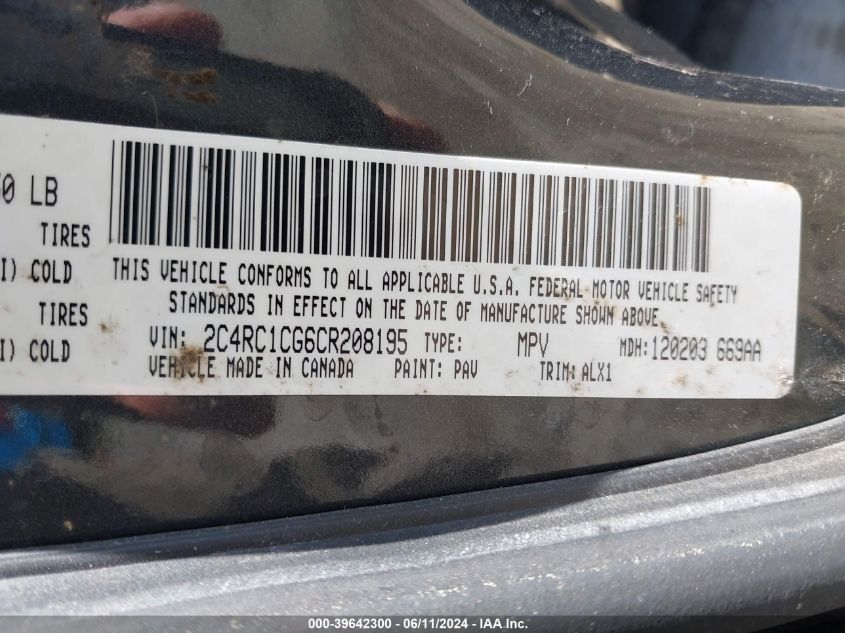 0 LB
TIRES
I) COLD
TIRES
I) COLD
THIS VEHICLE CONFORMS TO ALL APPLICABLE U.S.A. FEDERAL MOTOR VEHICLE SAFETY
STANDARDS IN EFFECT ON THE DATE OF MANUFACTURE SHOWN ABOVE.
VIN: 2C4RC1CG6CR208195 TYPE: MPV MDH: 120203 669AA
VEHICLE MADE IN CANADA PAINT: PAV TRIM: ALX1
000-39642300 / 06/11/2024 / IAA Inc.